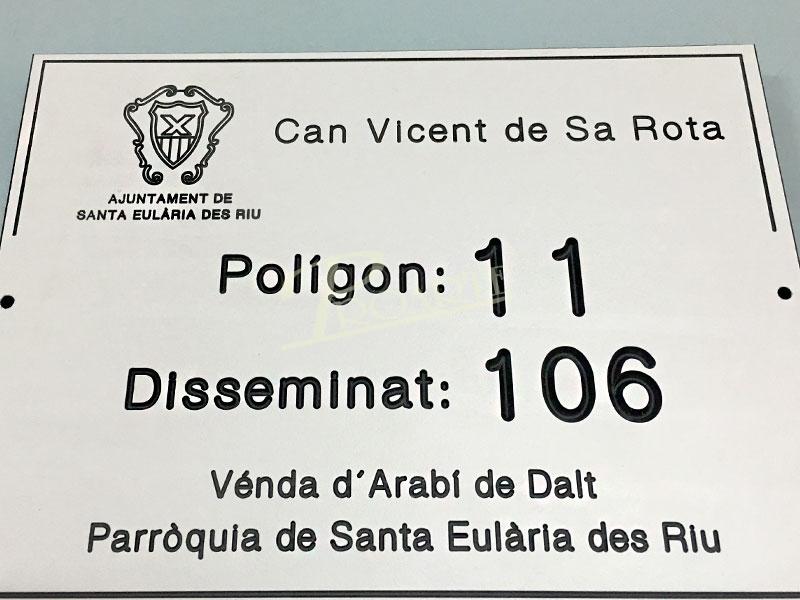 Can Vicent de Sa Rota
AJUNTAMENT DE
SANTA EULÀRIA DES RIU
Polígon: 11
Disseminat: 106
Vénda d´Arabí de Dalt
Parròquia de Santa Eulària des Riu